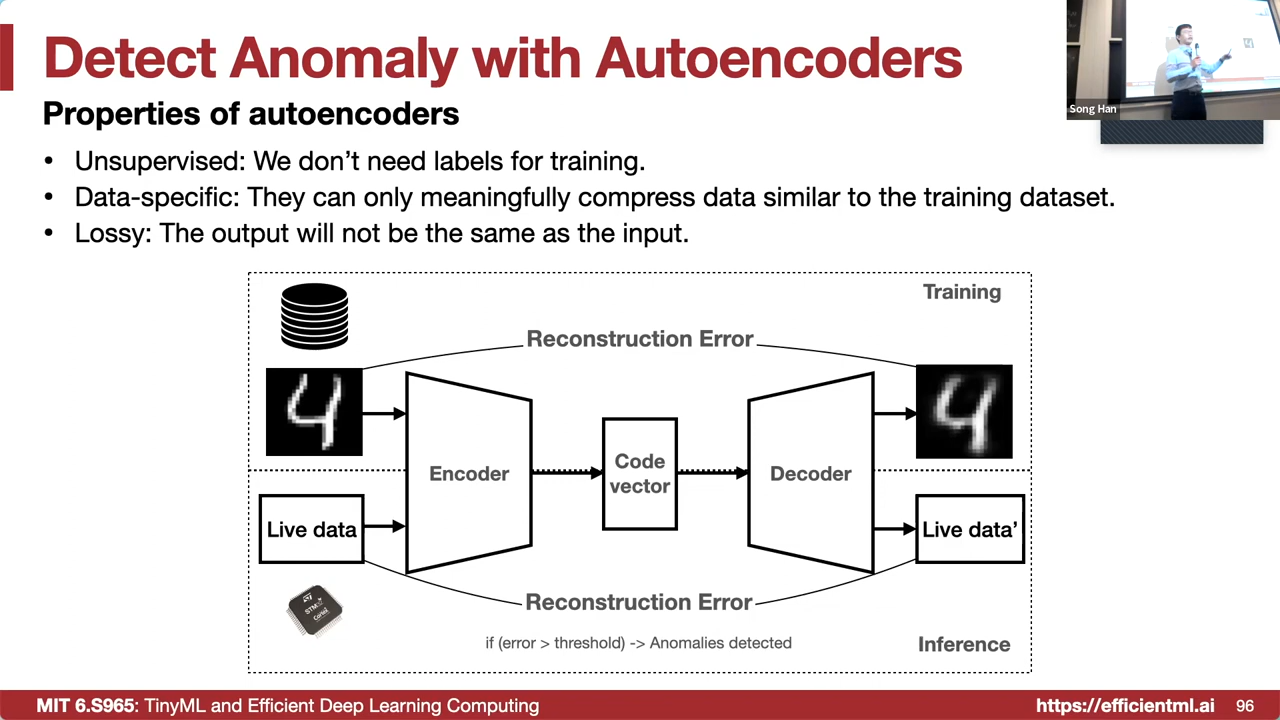 Detect Anomaly with Autoencoders
Song Han
Properties of autoencoders
• Unsupervised: We don’t need labels for training.
• Data-specific: They can only meaningfully compress data similar to the training dataset.
• Lossy: The output will not be the same as the input.
Training
Reconstruction Error
Encoder
Code
vector
Decoder
Live data
Live data’
Reconstruction Error
STM32
Cortex
if (error > threshold) -> Anomalies detected
Inference
MIT 6.S965: TinyML and Efficient Deep Learning Computing
https://efficientml.ai
96